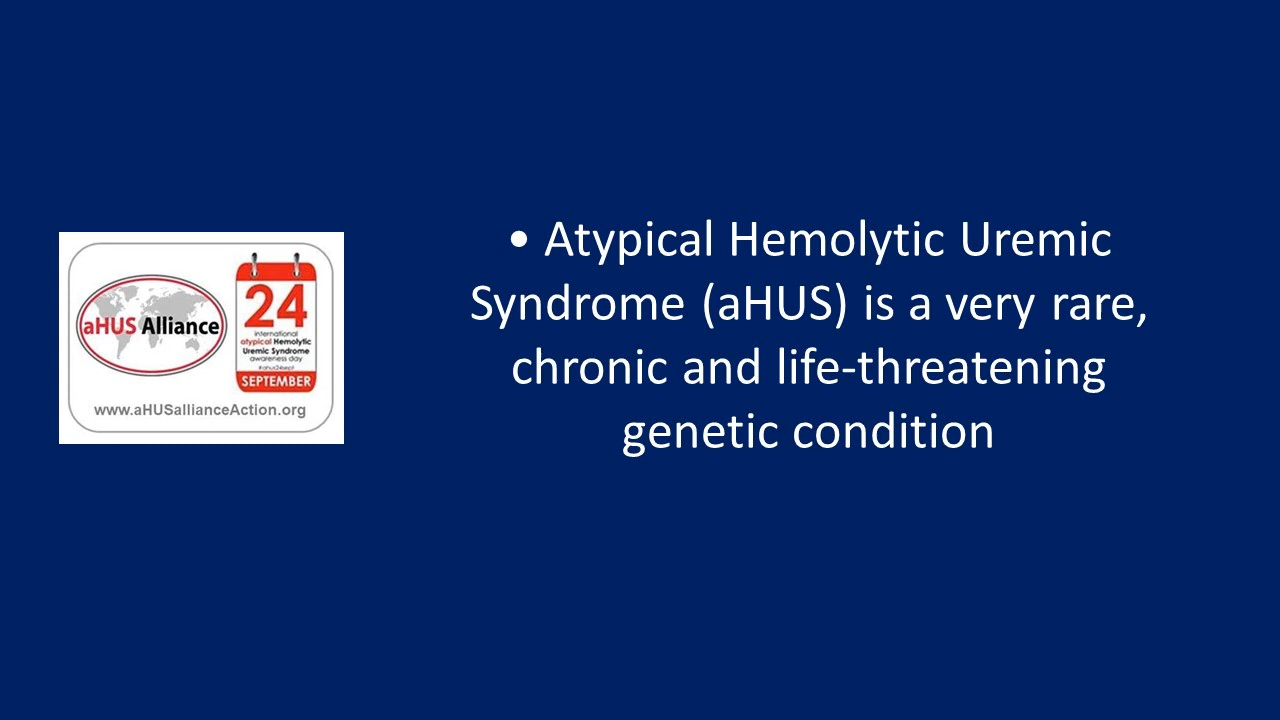 aHUS Alliance
24
international
atypical Hemolytic
Uremic Syndrome
awareness day
#ahus24sept
SEPTEMBER
www.aHUSallianceAction.org
• Atypical Hemolytic Uremic
Syndrome (aHUS) is a very rare,
chronic and life-threatening
genetic condition